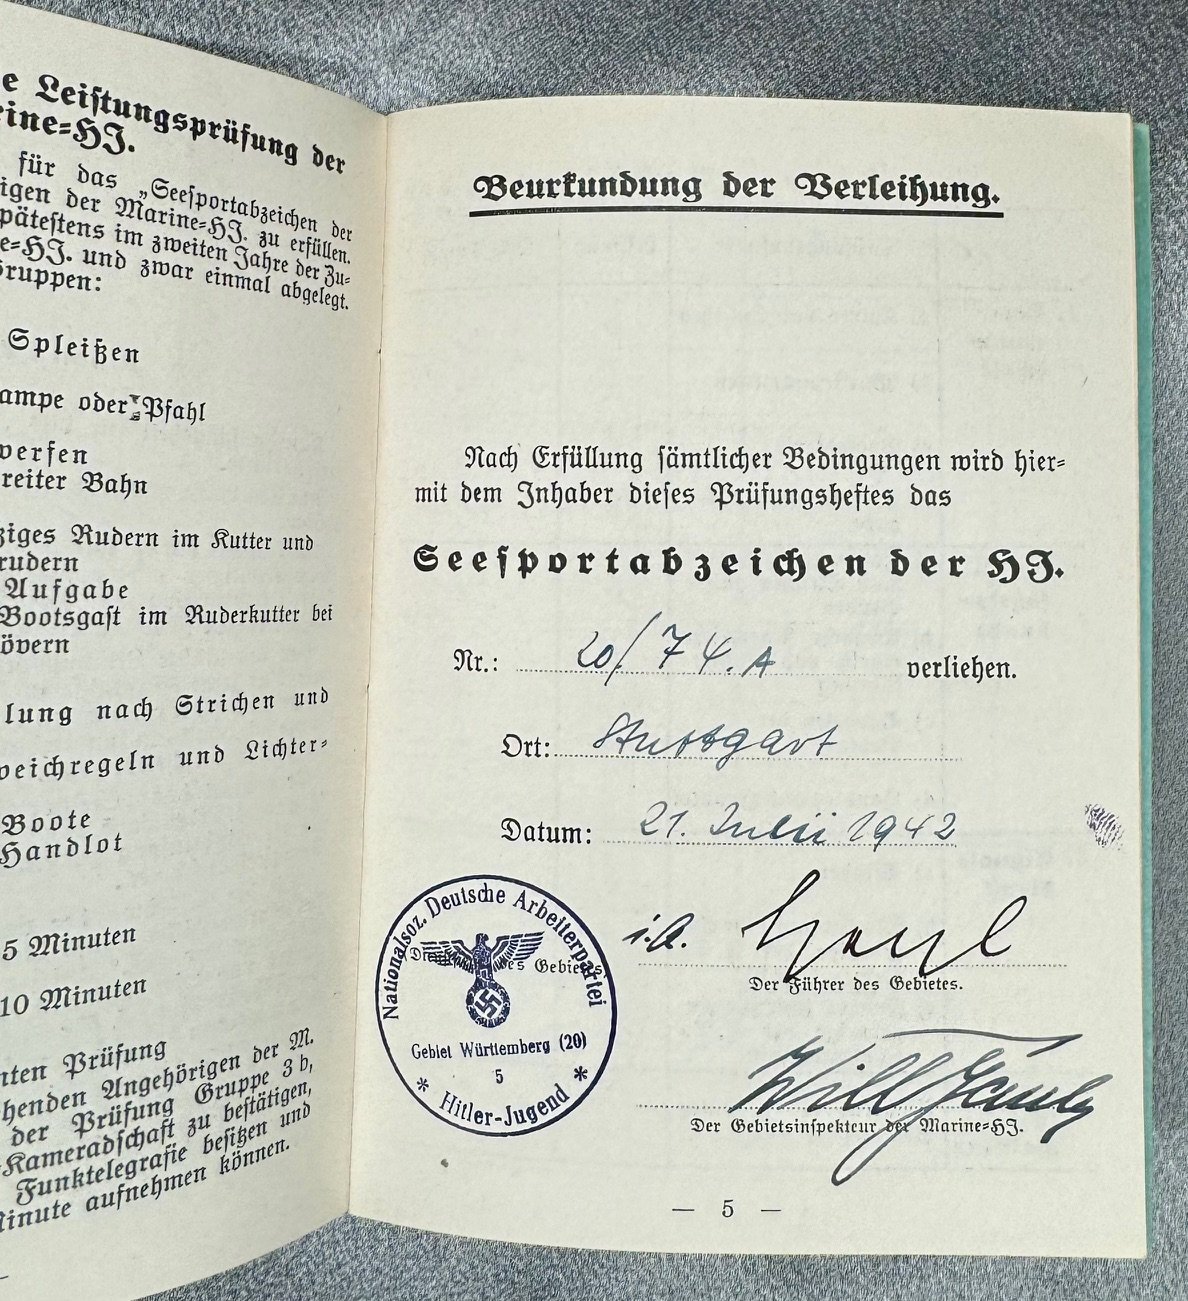 e Leistungsprüfung der
rine-HJ.
für das „Seesportabzeichen der
igen der Marine-HJ. zu erfüllen.
pätestens im zweiten Jahre der Zu-
e-HJ. und zwar einmal abgelegt.
Gruppen:
Spleißen
ampe oder Pfahl
werfen
reiter Bahn
ziges Rudern im Kutter und
rudern
Aufgabe
Bootsgast im Ruderkutter bei
övern
lung nach Strichen und
weichregeln und Lichter-
Boote
Handlot
5 Minuten
10 Minuten
nten Prüfung
henden Angehörigen der M.
der Prüfung Gruppe 3 b,
-Kameradschaft zu bestätigen,
Funktelegrafie besitzen und
Minute aufnehmen können.
Beurkundung der Verleihung.
Nach Erfüllung sämtlicher Bedingungen wird hier-
mit dem Inhaber dieses Prüfungsheftes das
Seesportabzeichen der HJ.
Nr.: 20/74.A verliehen.
Ort: Stuttgart
Datum: 21. Julii 1942
Nationalsoz. Deutsche Arbeiterpartei
des Gebietes
Gebiet Württemberg (20)
5
* Hitler-Jugend *
i.A.
Der Führer des Gebietes.
Der Gebietsinspekteur der Marine-HJ.
— 5 —